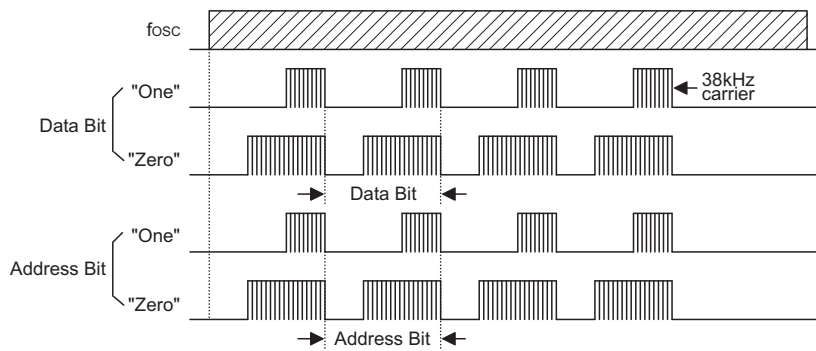 fosc
"One"
38kHz
carrier
Data Bit
"Zero"
Data Bit
"One"
Address Bit
"Zero"
Address Bit